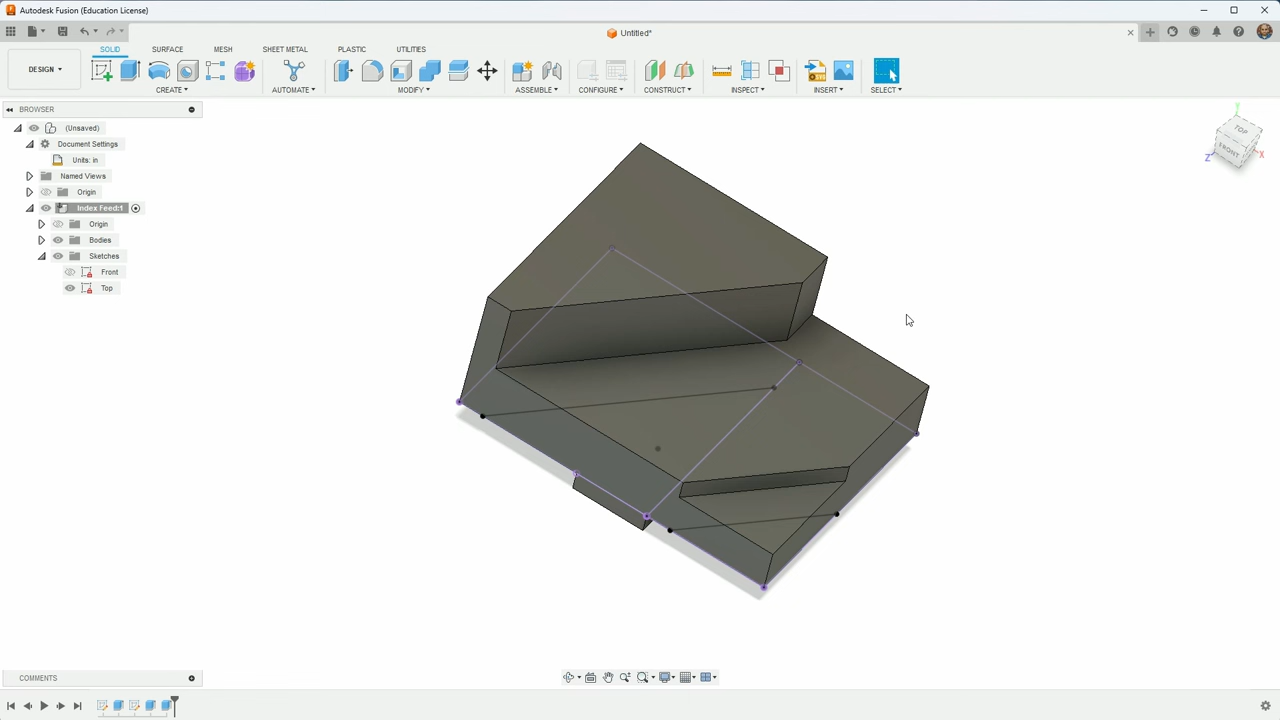 Autodesk Fusion (Education License)
Untitled*
SOLID SURFACE MESH SHEET METAL PLASTIC UTILITIES
DESIGN
CREATE AUTOMATE MODIFY ASSEMBLE CONFIGURE CONSTRUCT INSPECT INSERT SELECT
BROWSER
(Unsaved)
Document Settings
Units: in
Named Views
Origin
Index Feed:1
Origin
Bodies
Sketches
Front
Top
Y
TOP
FRONT
Z
X
COMMENTS